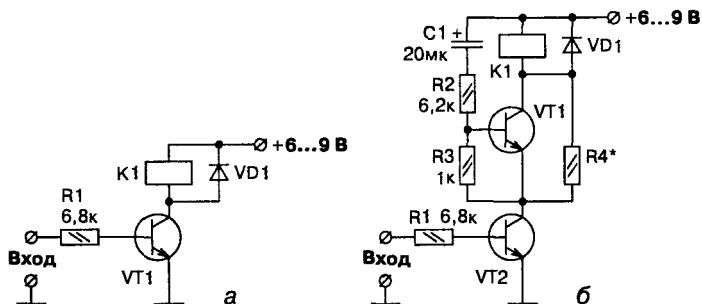 +6...9 В
K1
VD1
R1
6,8к
Вход
VT1
а
+6...9 В
C1 +
20мк
K1
VD1
R2
6,2к
VT1
R3
1к
R4*
R1 6,8к
Вход
VT2
б